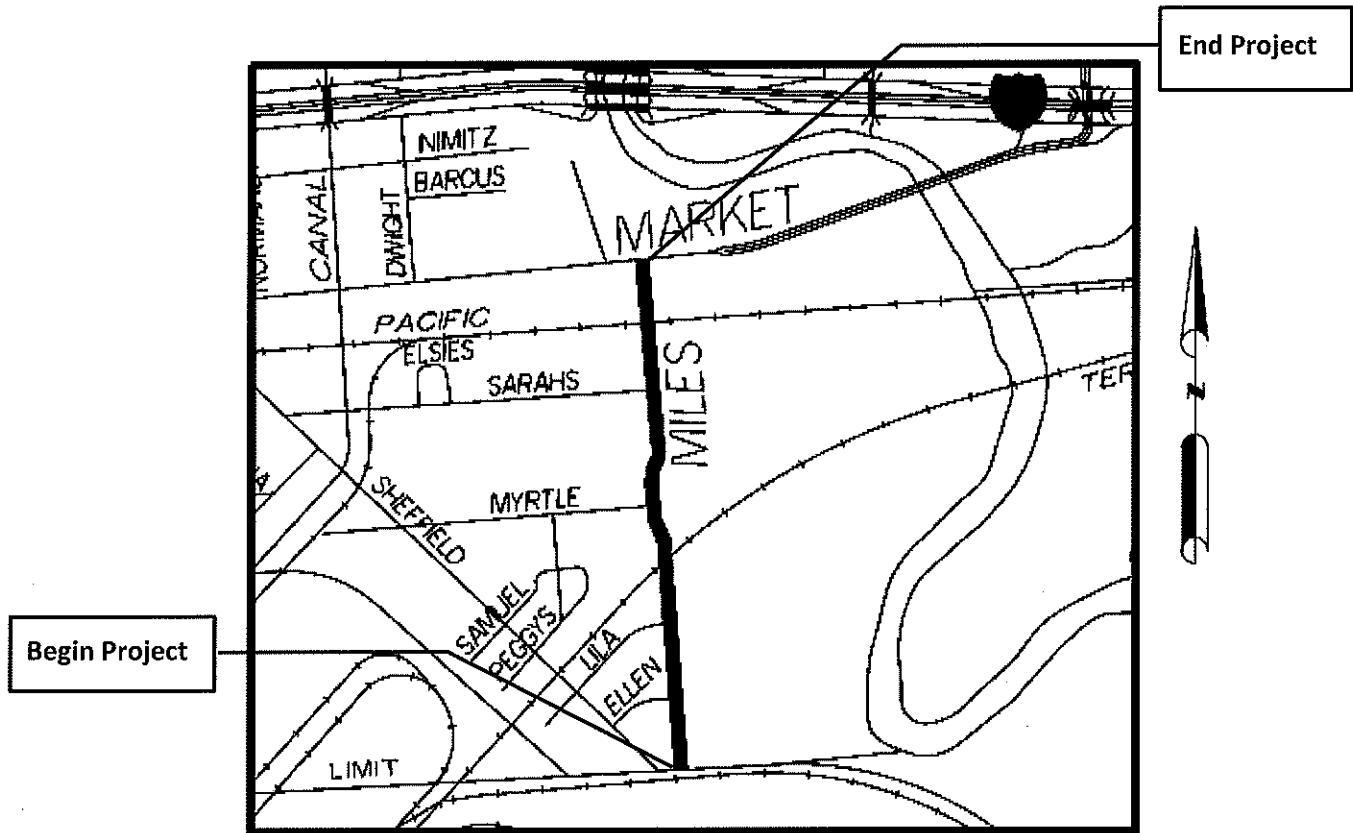 End Project
NIMITZ
BARCUS
CANAL
DWIGHT
MARKET
PACIFIC
ELSIES
SARAHS
MILES
TER
SHEFFIELD
MYRTLE
SAMUEL
PEGGYS
LILA
ELLEN
Begin Project
LIMIT
N